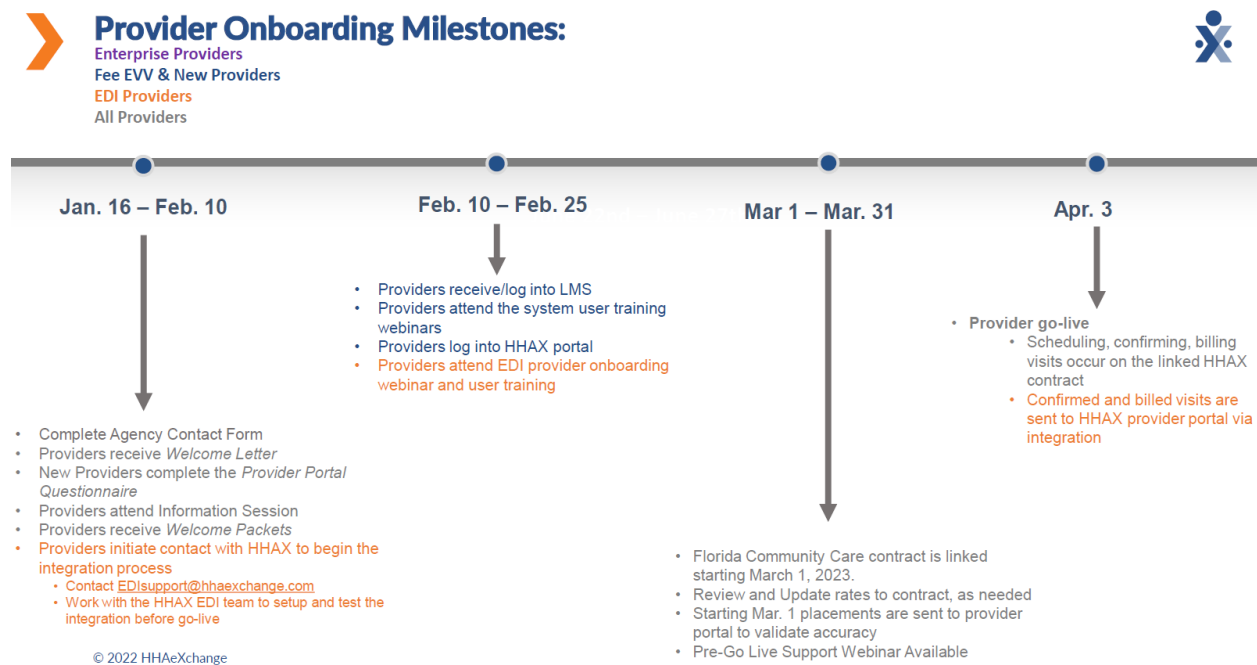 Provider Onboarding Milestones:
Enterprise Providers
Fee EVV & New Providers
EDI Providers
All Providers
Jan. 16 – Feb. 10
Feb. 10 – Feb. 25
Mar 1 – Mar. 31
Apr. 3
• Complete Agency Contact Form
• Providers receive Welcome Letter
• New Providers complete the Provider Portal
Questionnaire
• Providers attend Information Session
• Providers receive Welcome Packets
• Providers initiate contact with HHAX to begin the
integration process
• Contact EDIsupport@hhaexchange.com
• Work with the HHAX EDI team to setup and test the
integration before go-live
• Providers receive/log into LMS
• Providers attend the system user training
webinars
• Providers log into HHAX portal
• Providers attend EDI provider onboarding
webinar and user training
• Florida Community Care contract is linked
starting March 1, 2023.
• Review and Update rates to contract, as needed
• Starting Mar. 1 placements are sent to provider
portal to validate accuracy
• Pre-Go Live Support Webinar Available
• Provider go-live
• Scheduling, confirming, billing
visits occur on the linked HHAX
contract
• Confirmed and billed visits are
sent to HHAX provider portal via
integration
© 2022 HHAeXchange